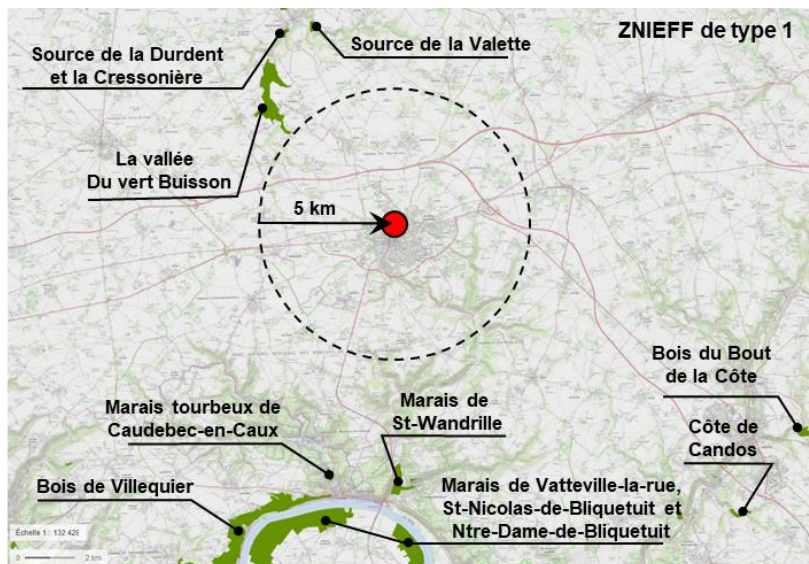 ZNIEFF de type 1
Source de la Durdent
et la Cressonière
Source de la Valette
La vallée
Du vert Buisson
5 km
Bois du Bout
de la Côte
Marais tourbeux de
Caudebec-en-Caux
Marais de
St-Wandrille
Côte de
Candos
Bois de Villequier
Marais de Vatteville-la-rue,
St-Nicolas-de-Bliquetuit et
Ntre-Dame-de-Bliquetuit
Échelle 1 : 132 428
0 2 km